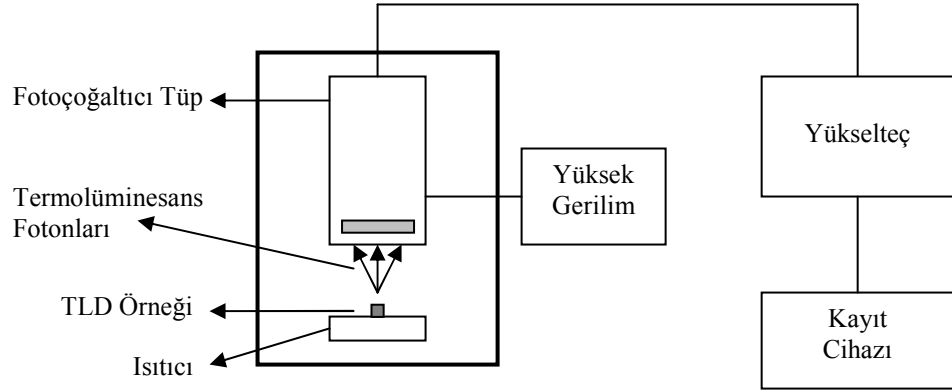 Fotoçoğaltıcı Tüp
Termolüminesans
Fotonları
TLD Örneği
Isıtıcı
Yüksek
Gerilim
Yükselteç
Kayıt
Cihazı